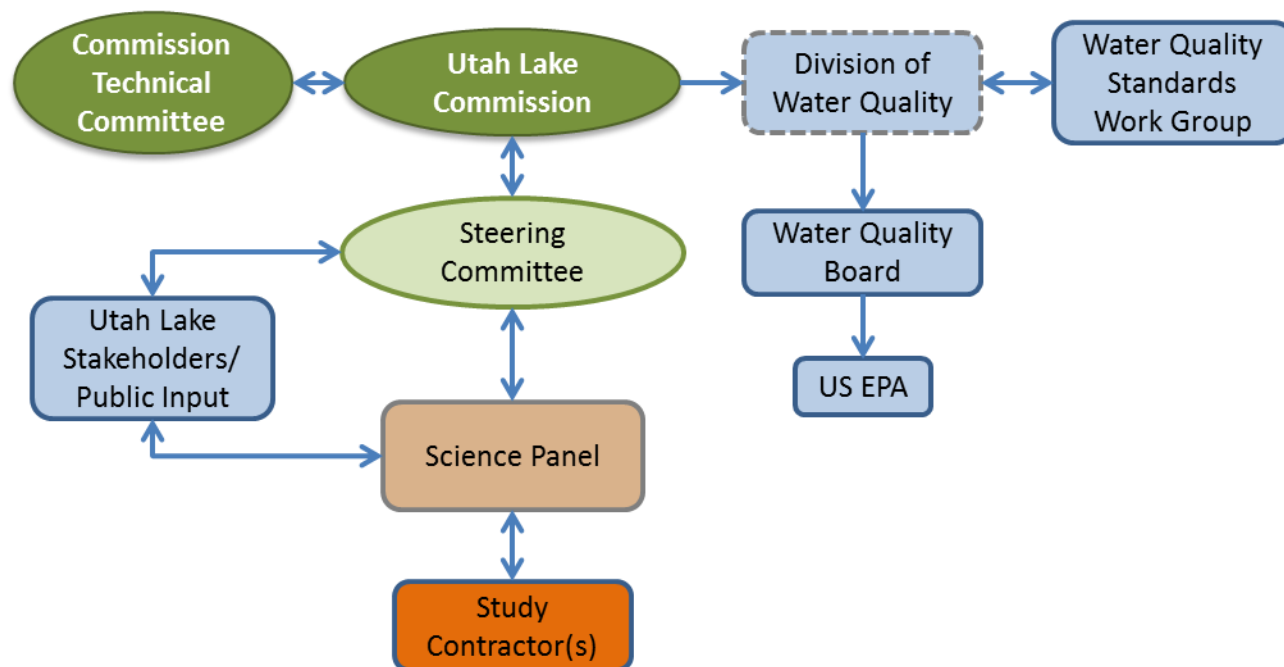 Commission
Technical
Committee
Utah Lake
Commission
Division of
Water Quality
Water Quality
Standards
Work Group
Steering
Committee
Water Quality
Board
Utah Lake
Stakeholders/
Public Input
US EPA
Science Panel
Study
Contractor(s)